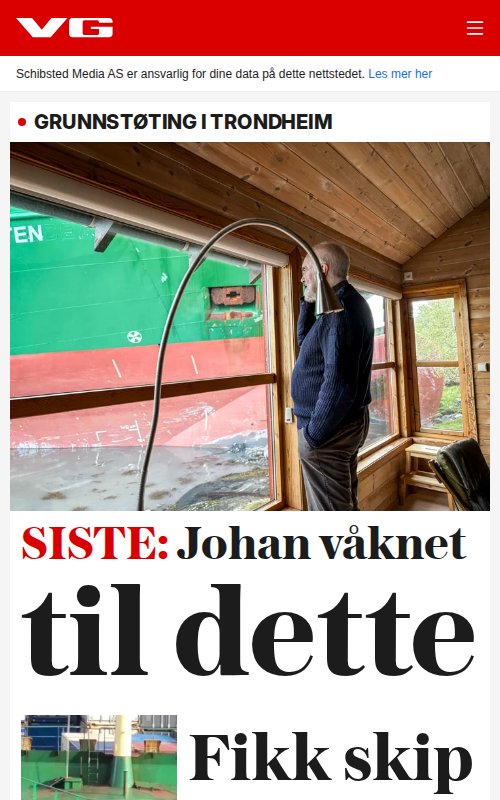 VG
Schibsted Media AS er ansvarlig for dine data på dette nettstedet. Les mer her
GRUNNSTØTING I TRONDHEIM
TEN
SISTE: Johan våknet
til dette
Fikk skip